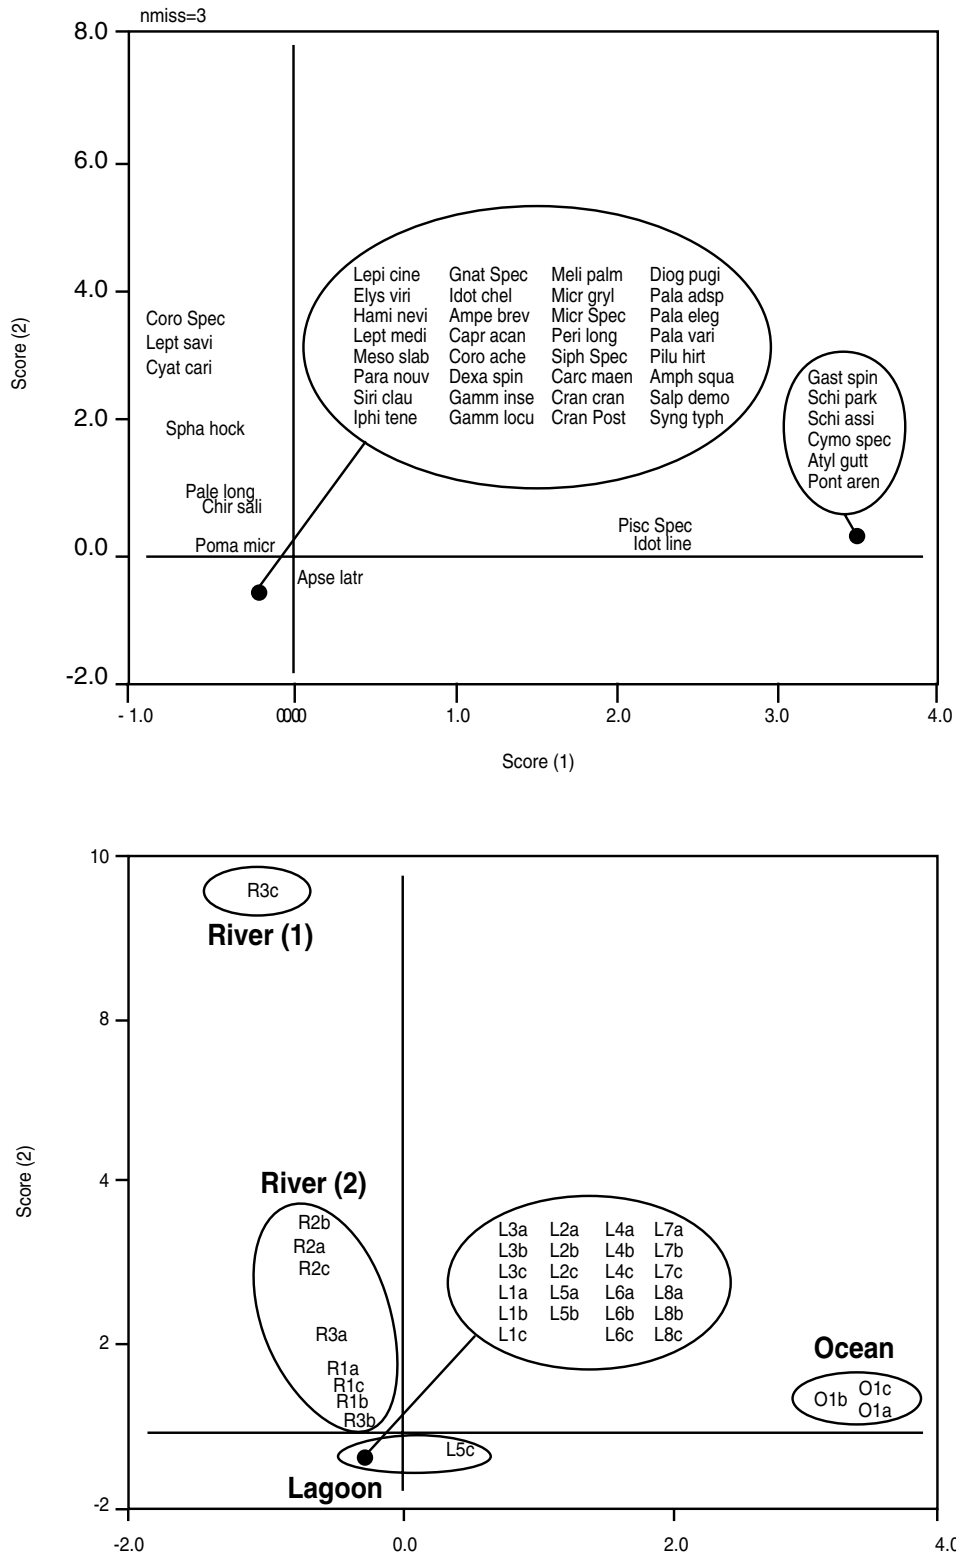 nmiss=3
8.0
6.0
4.0
2.0
0.0
-2.0
Score (2)
Coro Spec
Lept savi
Cyat cari
Spha hock
Pale long
Chir sali
Poma micr
Apse latr
Lepi cine Gnat Spec Meli palm Diog pugi
Elys viri Idot chel Micr gryl Pala adsp
Hami nevi Ampe brev Micr Spec Pala eleg
Lept medi Capr acan Peri long Pala vari
Meso slab Coro ache Siph Spec Pilu hirt
Para nouv Dexa spin Carc maen Amph squa
Siri clau Gamm inse Cran cran Salp demo
Iphi tene Gamm locu Cran Post Syng typh
Gast spin
Schi park
Schi assi
Cymo spec
Atyl gutt
Pont aren
Pisc Spec
Idot line
- 1.0 1.0 2.0 3.0 4.0
Score (1)
10
8
4
2
-2
Score (2)
R3c
River (1)
River (2)
R2b
R2a
R2c
R3a
R1a
R1c
R1b
R3b
L3a L2a L4a L7a
L3b L2b L4b L7b
L3c L2c L4c L7c
L1a L5a L6a L8a
L1b L5b L6b L8b
L1c L6c L8c
Ocean
O1b O1c
O1a
L5c
Lagoon
-2.0 0.0 2.0 4.0